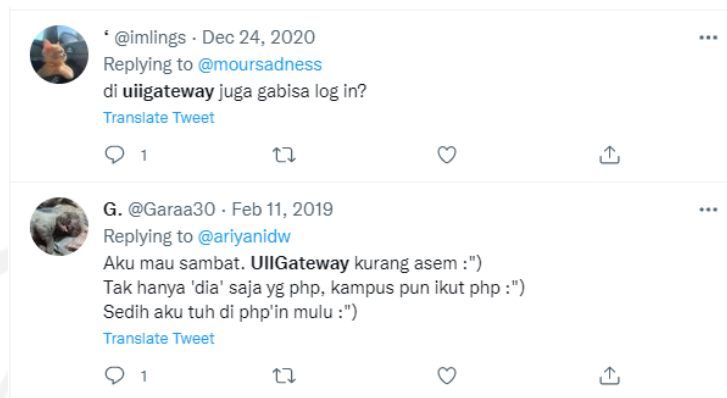 ‘ @imlings · Dec 24, 2020
Replying to @moursadness
di uiigateway juga gabisa log in?
Translate Tweet
1
G. @Garaa30 · Feb 11, 2019
Replying to @ariyanidw
Aku mau sambat. UIIGateway kurang asem :")
Tak hanya 'dia' saja yg php, kampus pun ikut php :")
Sedih aku tuh di php'in mulu :")
Translate Tweet
1